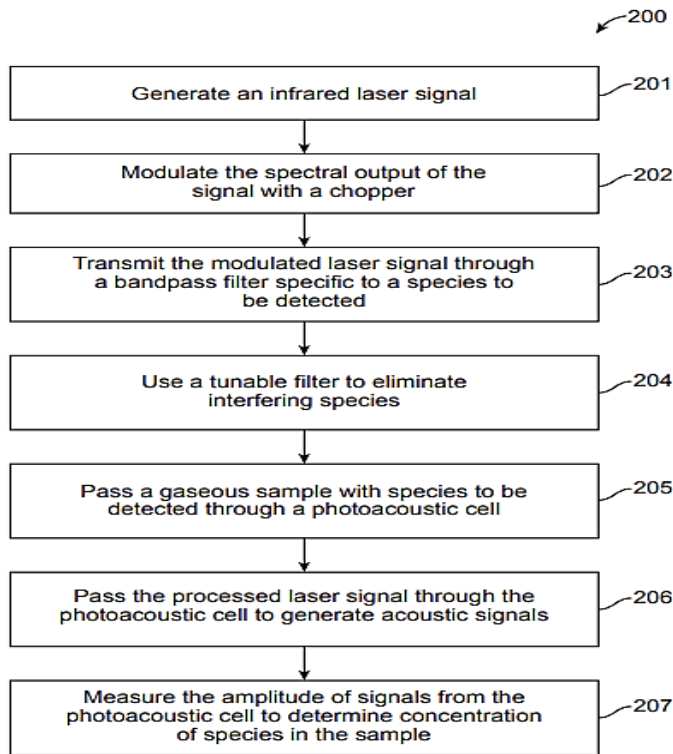 200
Generate an infrared laser signal
201
Modulate the spectral output of the
signal with a chopper
202
Transmit the modulated laser signal through
a bandpass filter specific to a species to
be detected
203
Use a tunable filter to eliminate
interfering species
204
Pass a gaseous sample with species to be
detected through a photoacoustic cell
205
Pass the processed laser signal through the
photoacoustic cell to generate acoustic signals
206
Measure the amplitude of signals from the
photoacoustic cell to determine concentration
of species in the sample
207